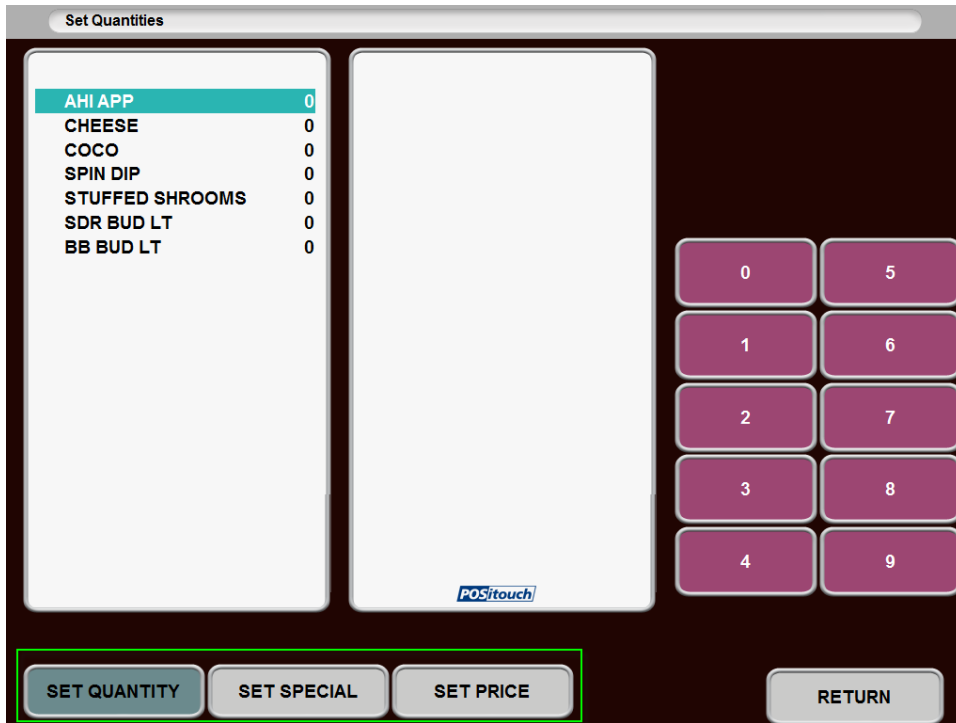 Set Quantities
AHI APP 0
CHEESE 0
COCO 0
SPIN DIP 0
STUFFED SHROOMS 0
SDR BUD LT 0
BB BUD LT 0
0 5
1 6
2 7
3 8
4 9
POSitouch
SET QUANTITY SET SPECIAL SET PRICE RETURN